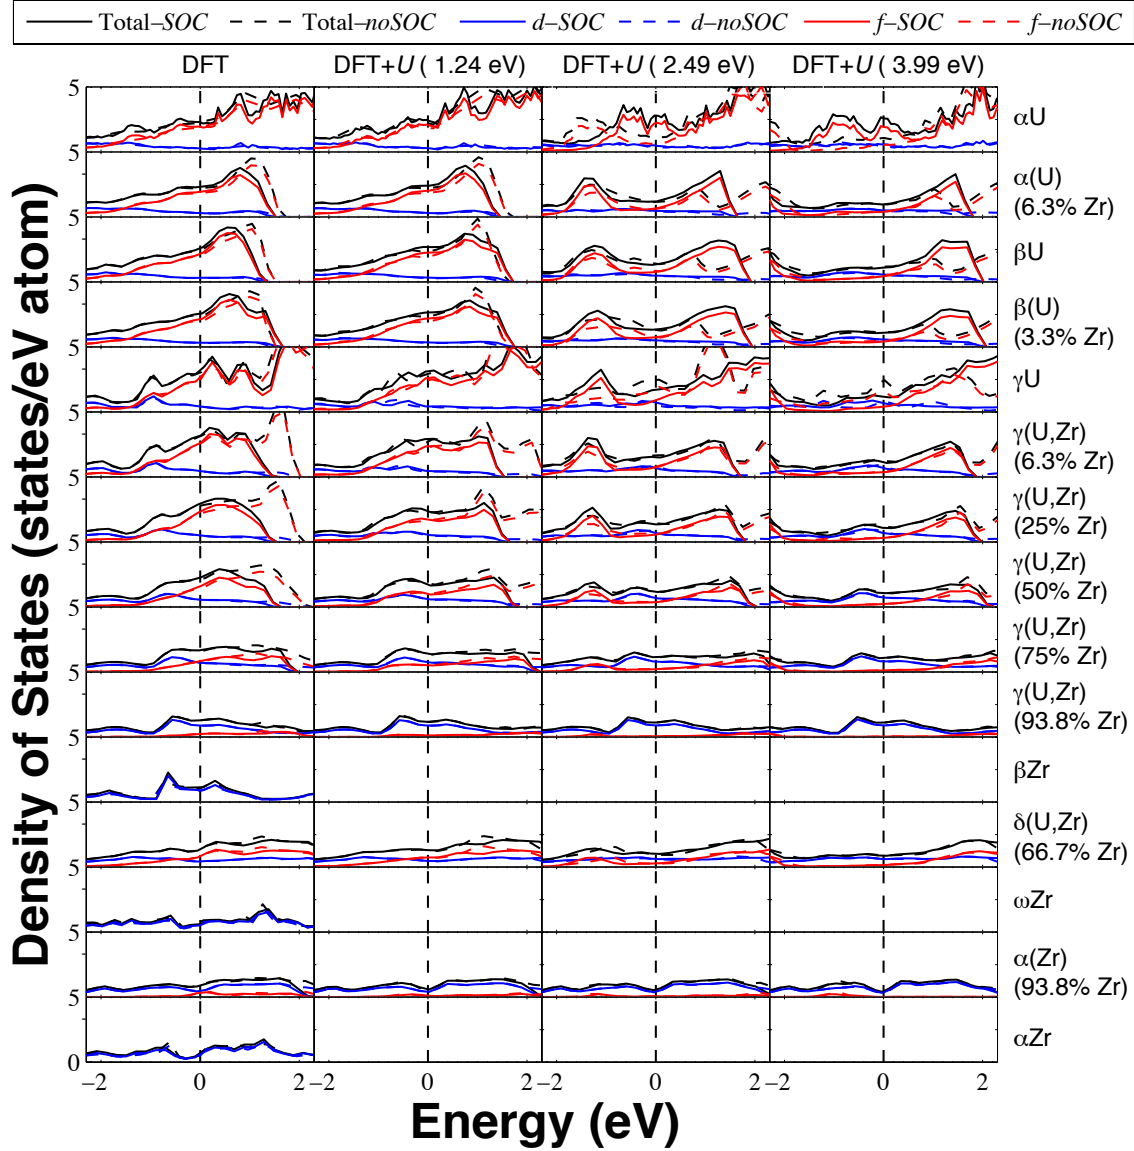 Total–SOC Total–noSOC d–SOC d–noSOC f–SOC f–noSOC
DFT DFT+U ( 1.24 eV) DFT+U ( 2.49 eV) DFT+U ( 3.99 eV)
5 αU
5 α(U)
(6.3% Zr)
5 βU
5 β(U)
(3.3% Zr)
5 γU
5 γ(U,Zr)
(6.3% Zr)
5 γ(U,Zr)
(25% Zr)
5 γ(U,Zr)
(50% Zr)
5 γ(U,Zr)
(75% Zr)
5 γ(U,Zr)
(93.8% Zr)
5 βZr
5 δ(U,Zr)
(66.7% Zr)
5 ωZr
5 α(Zr)
(93.8% Zr)
5 αZr
0
−2 0 2 −2 0 2 −2 0 2 −2 0 2
Energy (eV)
Density of States (states/eV atom)